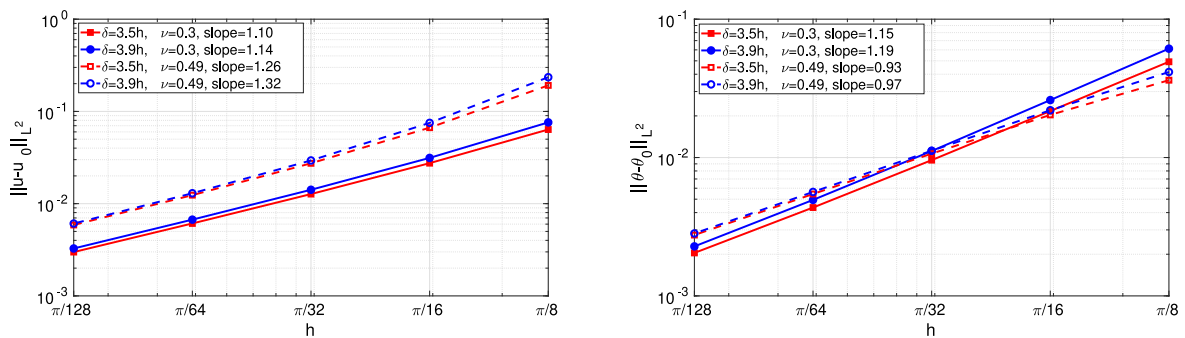 10^0
10^-1
10^-2
10^-3
||u-u_0||_L^2
δ=3.5h, ν=0.3, slope=1.10
δ=3.9h, ν=0.3, slope=1.14
δ=3.5h, ν=0.49, slope=1.26
δ=3.9h, ν=0.49, slope=1.32
π/128 π/64 π/32 π/16 π/8
h
10^-1
10^-2
10^-3
||θ-θ_0||_L^2
δ=3.5h, ν=0.3, slope=1.15
δ=3.9h, ν=0.3, slope=1.19
δ=3.5h, ν=0.49, slope=0.93
δ=3.9h, ν=0.49, slope=0.97
π/128 π/64 π/32 π/16 π/8
h